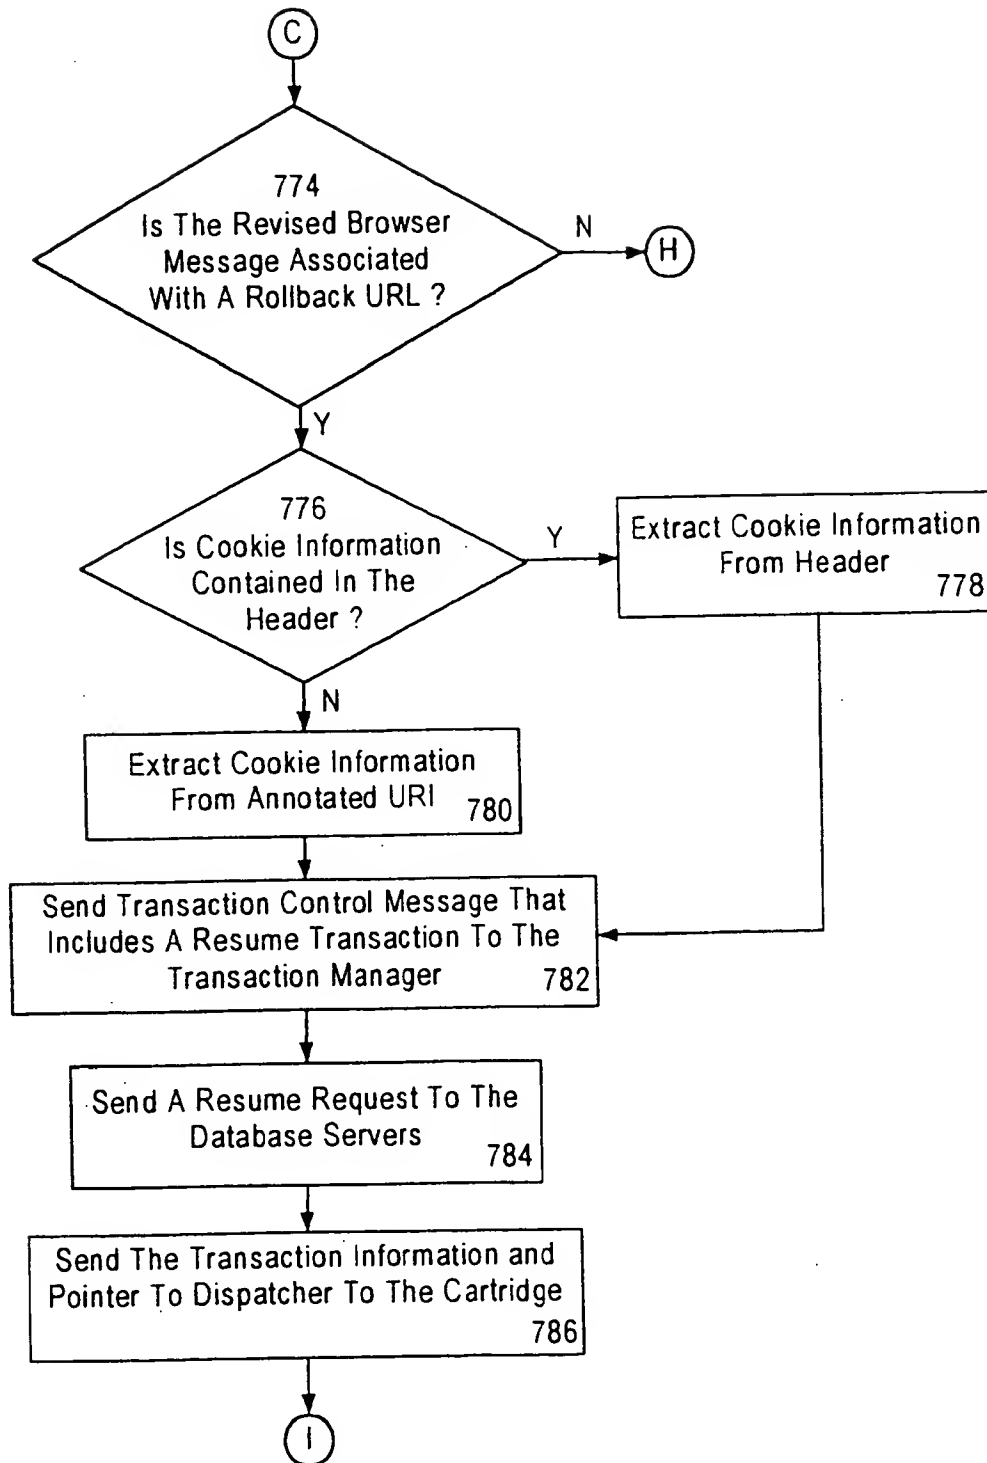 C
774
Is The Revised Browser
Message Associated
With A Rollback URL ?
N
H
Y
776
Is Cookie Information
Contained In The
Header ?
Y
Extract Cookie Information
From Header
778
N
Extract Cookie Information
From Annotated URI
780
Send Transaction Control Message That
Includes A Resume Transaction To The
Transaction Manager
782
Send A Resume Request To The
Database Servers
784
Send The Transaction Information and
Pointer To Dispatcher To The Cartridge
786
I